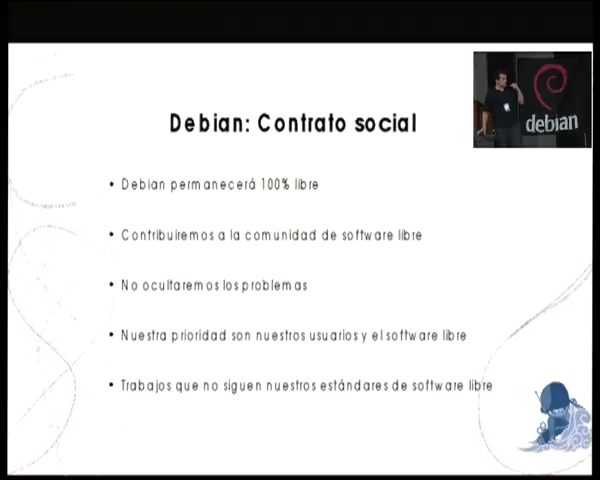 debian
Debian: Contrato social
• Debian permanecerá 100% libre
• Contribuiremos a la comunidad de software libre
• No ocultaremos los problemas
• Nuestra prioridad son nuestros usuarios y el software libre
• Trabajos que no siguen nuestros estándares de software libre